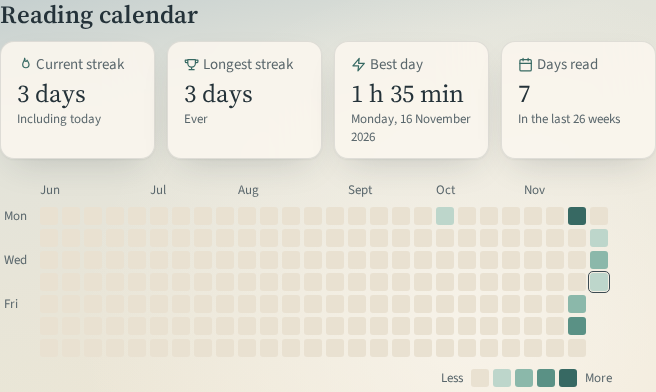 Reading calendar
Current streak
3 days
Including today
Longest streak
3 days
Ever
Best day
1 h 35 min
Monday, 16 November
2026
Days read
7
In the last 26 weeks
Jun Jul Aug Sept Oct Nov
Mon
Wed
Fri
Less More